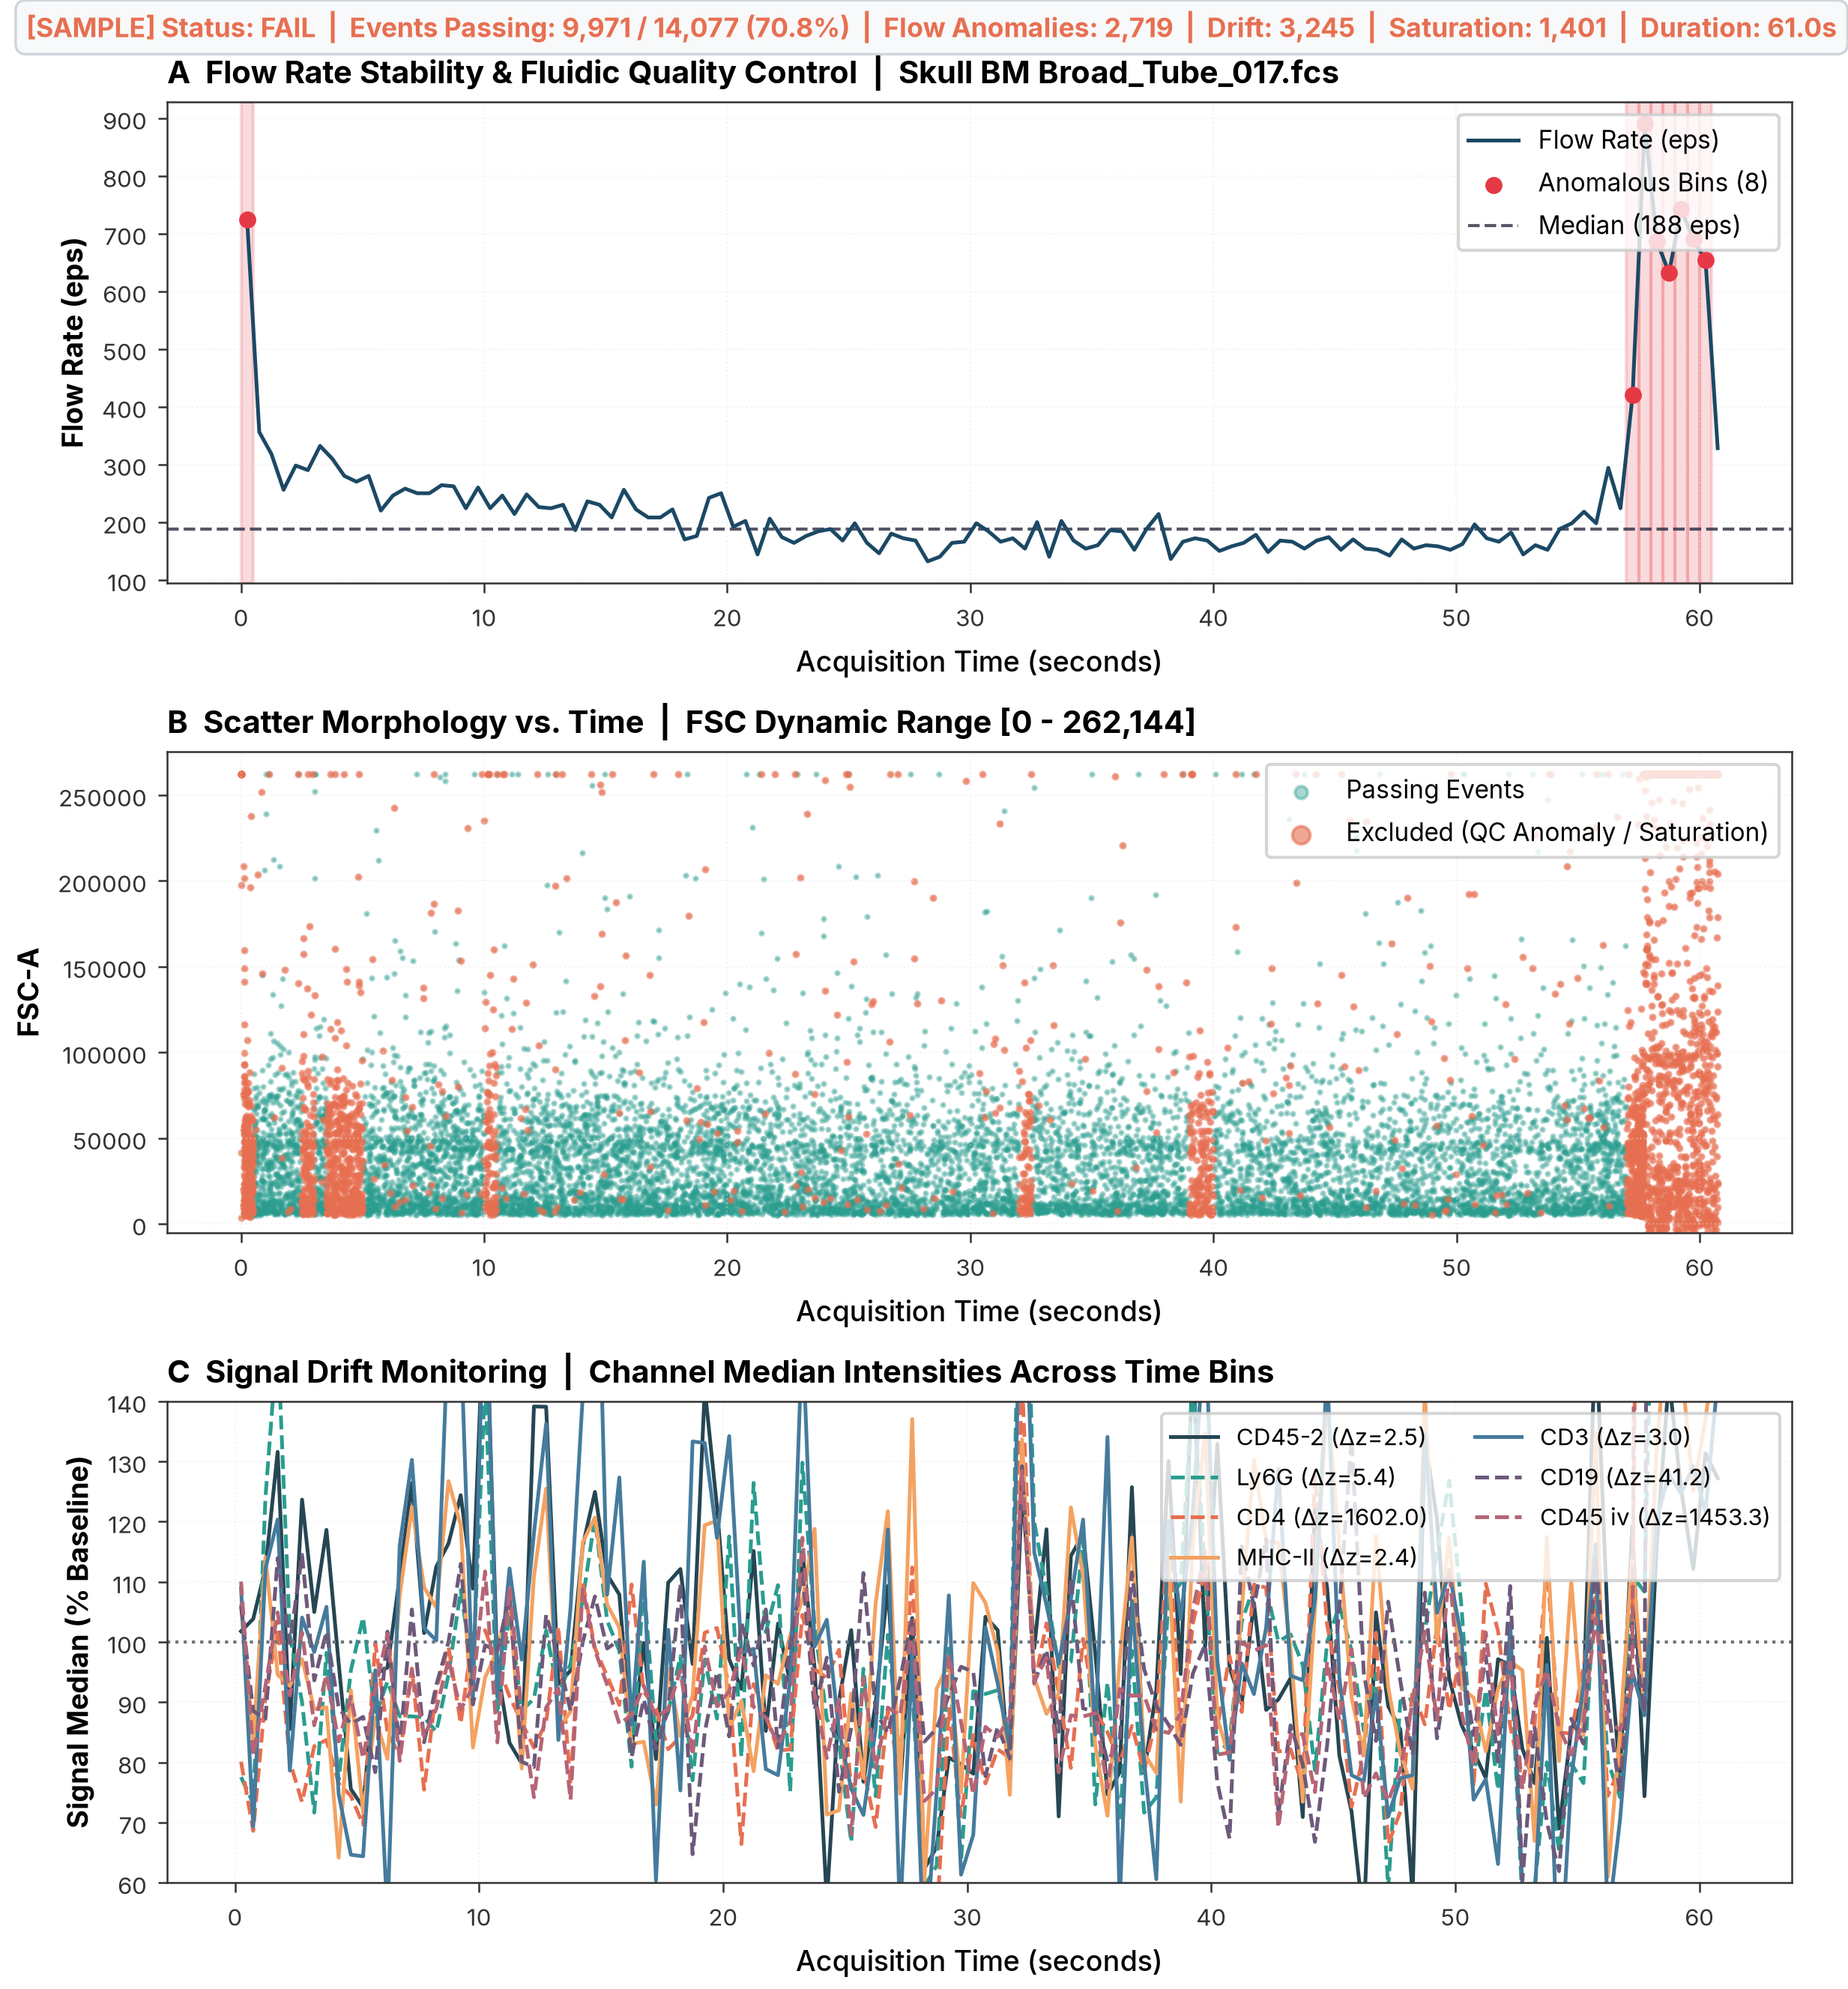 [SAMPLE] Status: FAIL | Events Passing: 9,971 / 14,077 (70.8%) | Flow Anomalies: 2,719 | Drift: 3,245 | Saturation: 1,401 | Duration: 61.0s
A Flow Rate Stability & Fluidic Quality Control | Skull BM Broad_Tube_017.fcs
Flow Rate (eps)
900
800
700
600
500
400
300
200
100
Flow Rate (eps)
Anomalous Bins (8)
Median (188 eps)
0 10 20 30 40 50 60
Acquisition Time (seconds)
B Scatter Morphology vs. Time | FSC Dynamic Range [0 - 262,144]
FSC-A
250000
200000
150000
100000
50000
0
Passing Events
Excluded (QC Anomaly / Saturation)
0 10 20 30 40 50 60
Acquisition Time (seconds)
C Signal Drift Monitoring | Channel Median Intensities Across Time Bins
Signal Median (% Baseline)
140
130
120
110
100
90
80
70
60
CD45-2 (Δz=2.5)
Ly6G (Δz=5.4)
CD4 (Δz=1602.0)
MHC-II (Δz=2.4)
CD3 (Δz=3.0)
CD19 (Δz=41.2)
CD45 iv (Δz=1453.3)
0 10 20 30 40 50 60
Acquisition Time (seconds)